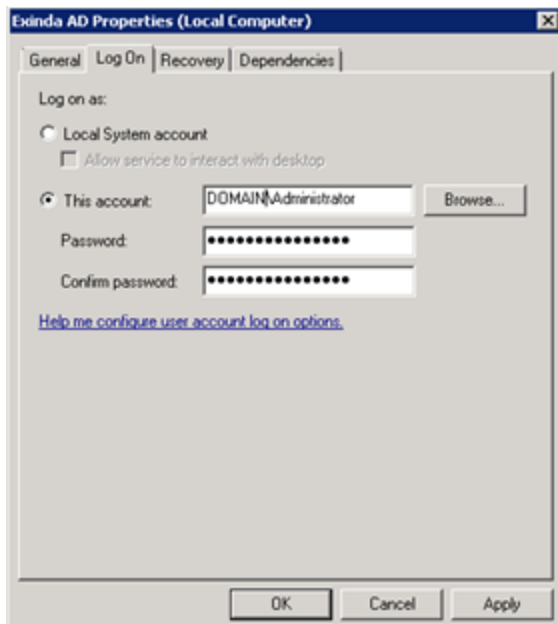 Exinda AD Properties (Local Computer)
General Log On Recovery Dependencies
Log on as:
Local System account
Allow service to interact with desktop
This account: DOMAIN\Administrator Browse...
Password: ●●●●●●●●●●●●●●●
Confirm password: ●●●●●●●●●●●●●●●
Help me configure user account log on options.
OK Cancel Apply